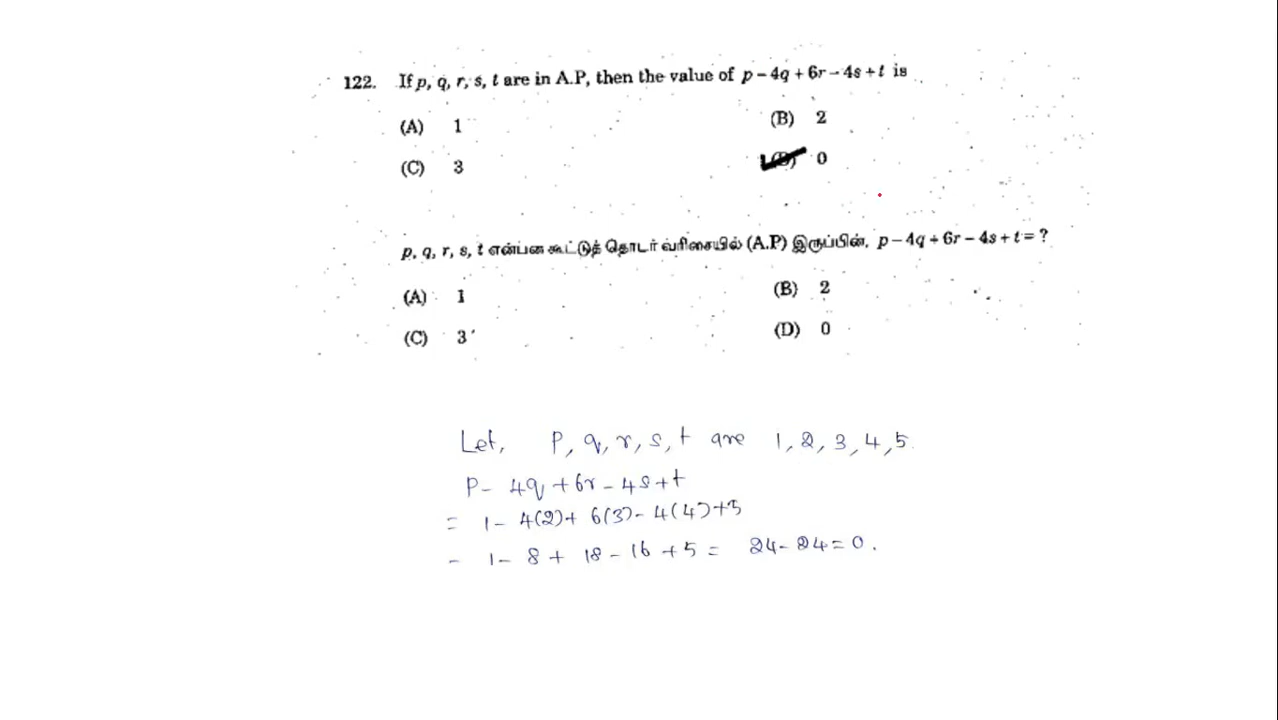 122. If p, q, r, s, t are in A.P, then the value of p – 4q + 6r – 4s + t is
(A) 1 (B) 2
(C) 3 (D) 0
p, q, r, s, t என்பன கூட்டுத் தொடர் வரிசையில் (A.P) இருப்பின், p – 4q + 6r – 4s + t = ?
(A) 1 (B) 2
(C) 3 (D) 0
Let, P, q, r, s, t are 1, 2, 3, 4, 5.
P - 4q + 6r - 4s + t
= 1 - 4(2) + 6(3) - 4(4) + 5
= 1 - 8 + 18 - 16 + 5 = 24 - 24 = 0.